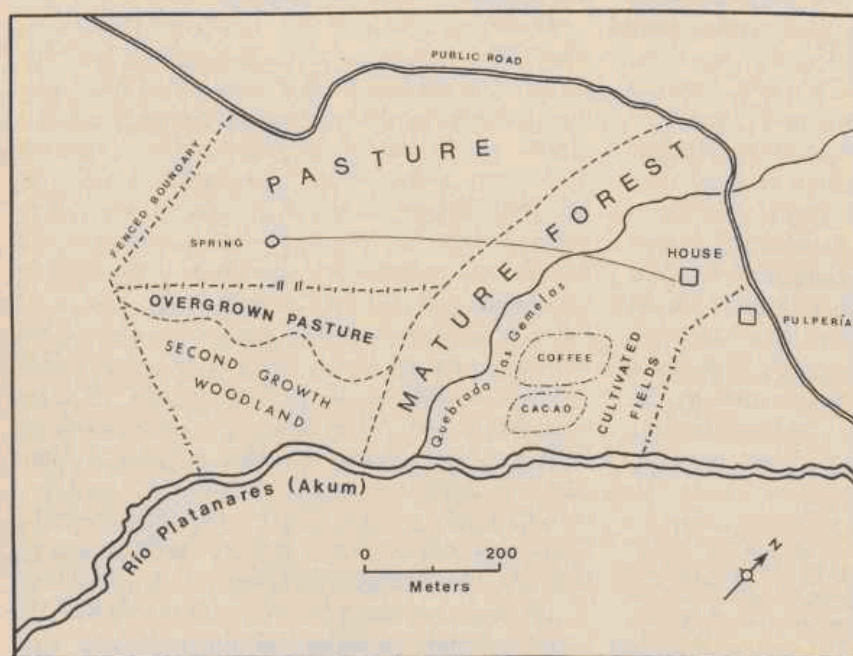 PUBLIC ROAD
PASTURE
FENCED BOUNDARY
MATURE FOREST
SPRING
HOUSE
OVERGROWN PASTURE
PULPERÍA
Quebrada las Gemelas
COFFEE
SECOND GROWTH
WOODLAND
CULTIVATED
FIELDS
CACAO
Río Platanares (Akum)
0 200
Meters
N